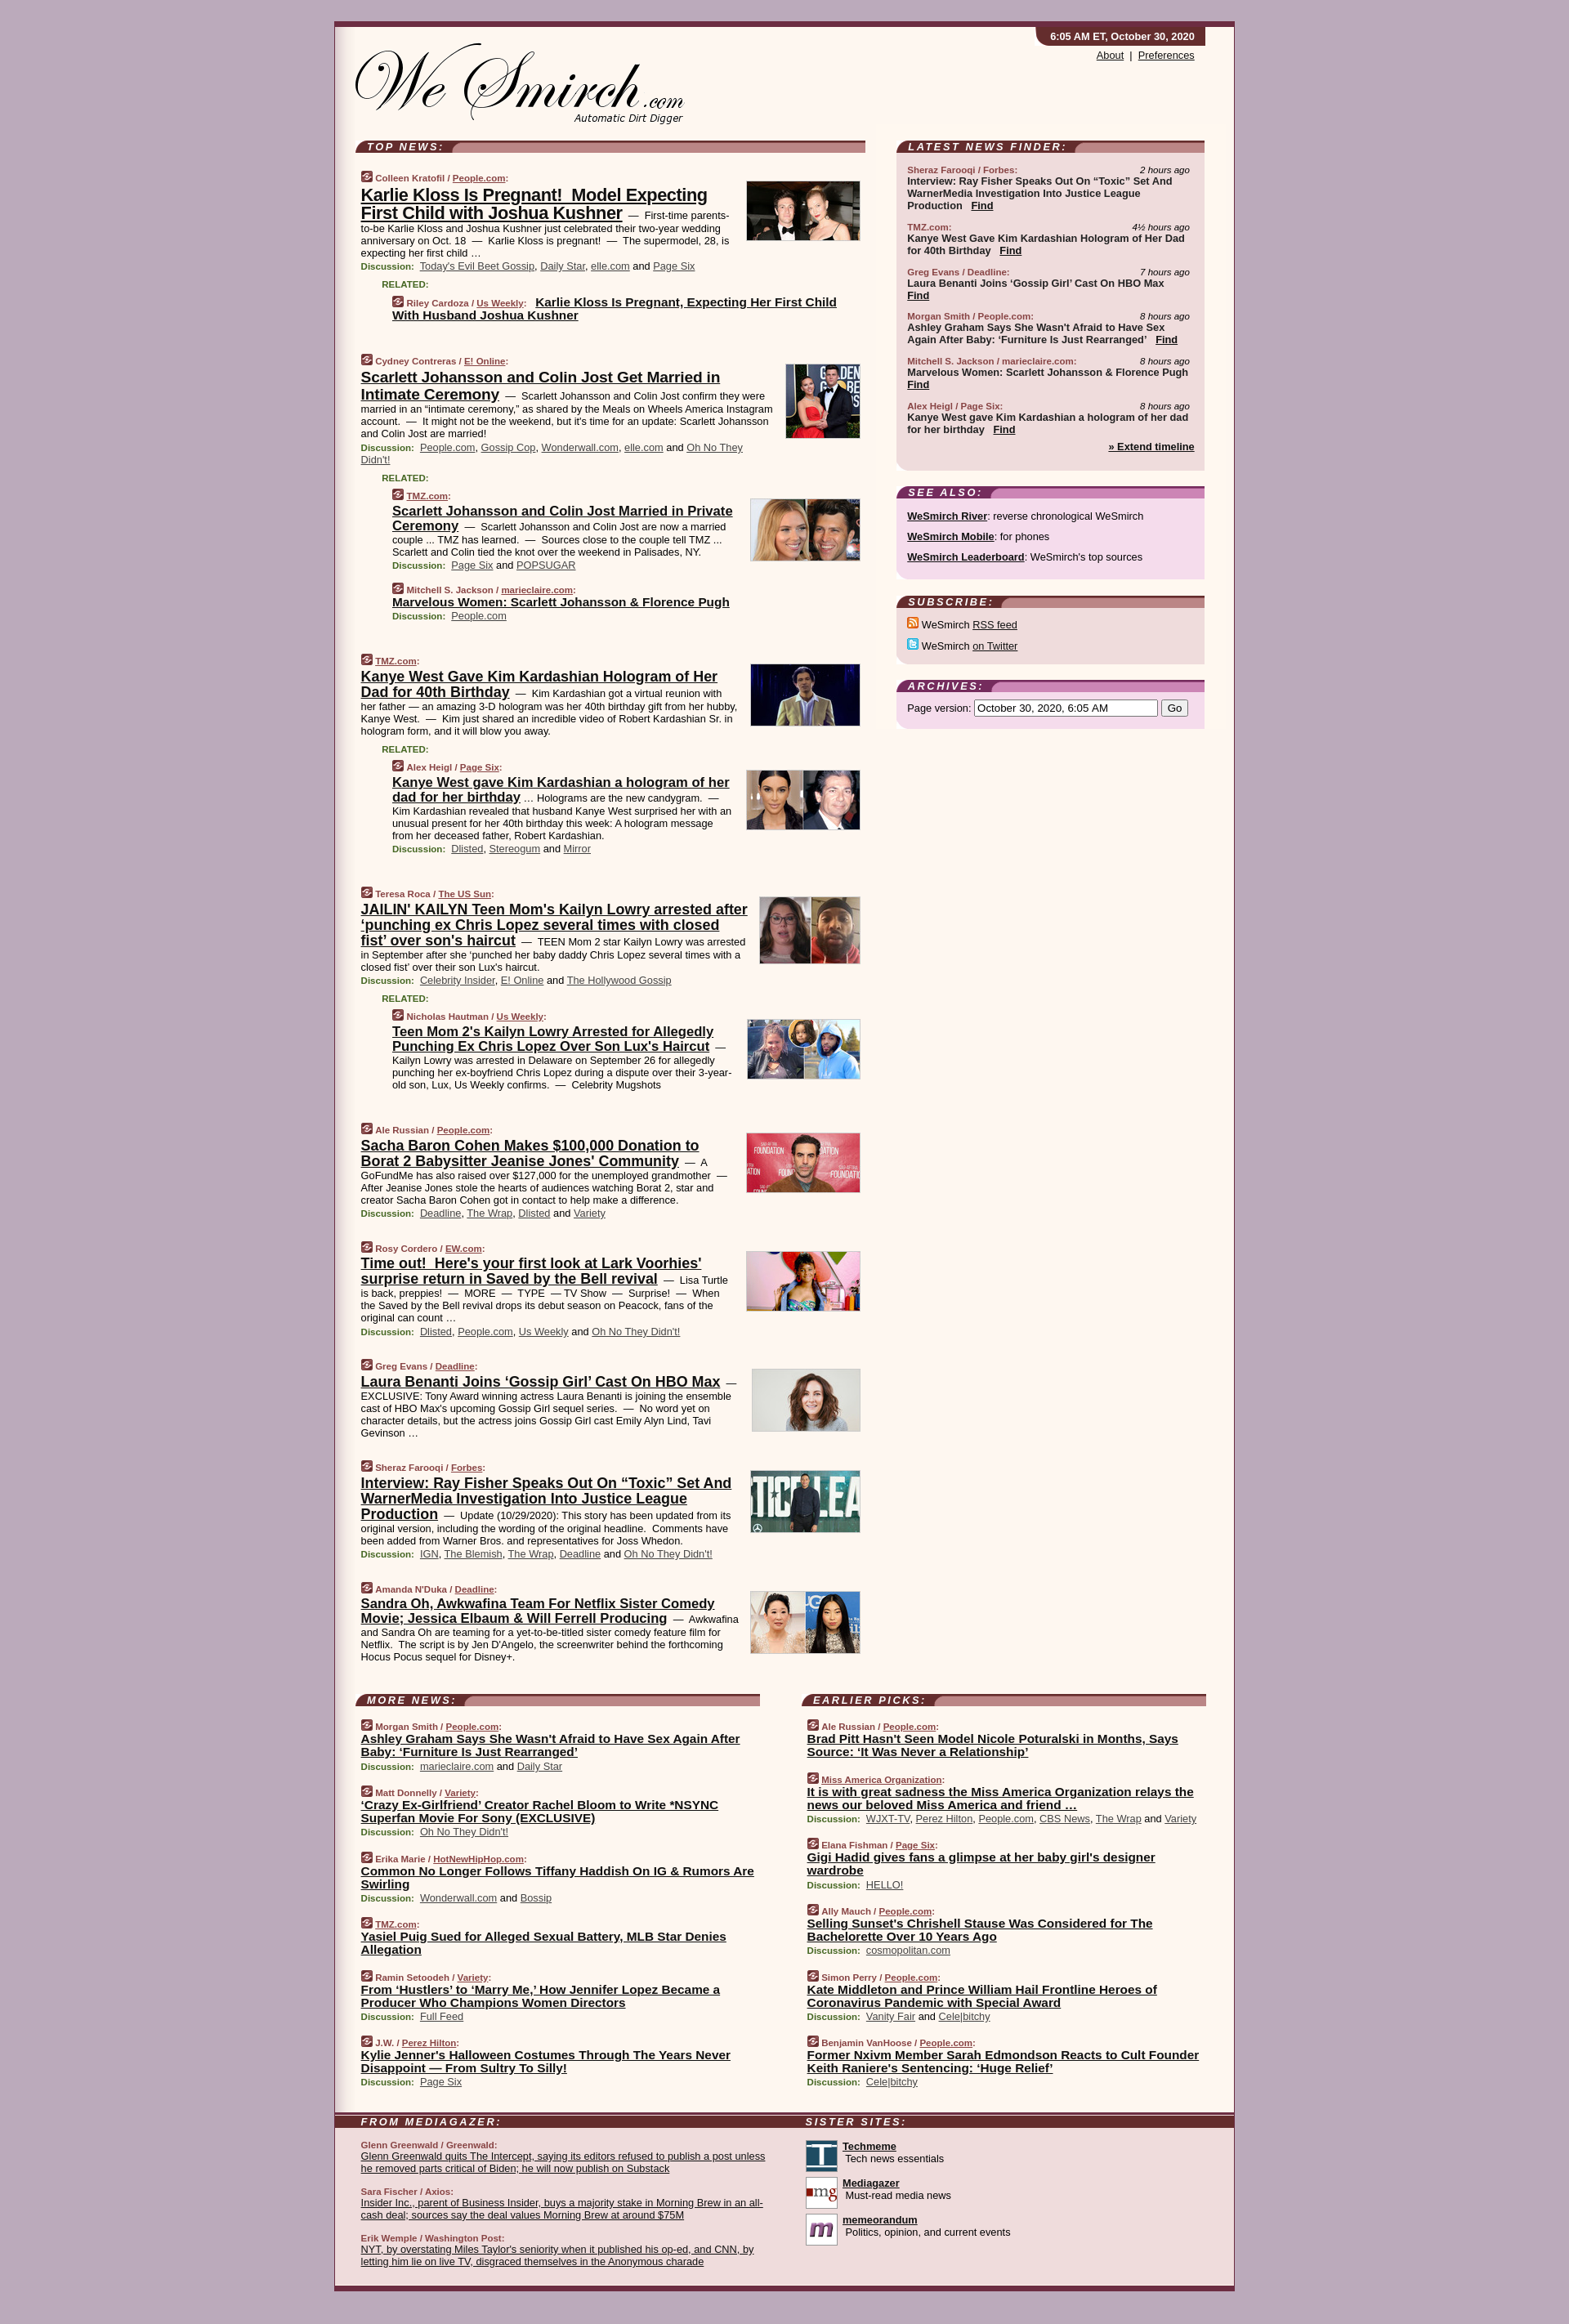 6:05 AM ET, October 30, 2020
About | Preferences
We Smirch.com
Automatic Dirt Digger
TOP NEWS:
Colleen Kratofil / People.com:
Karlie Kloss Is Pregnant!  Model Expecting
First Child with Joshua Kushner — First-time parents-
to-be Karlie Kloss and Joshua Kushner just celebrated their two-year wedding
anniversary on Oct. 18 — Karlie Kloss is pregnant! — The supermodel, 28, is
expecting her first child …
Discussion: Today's Evil Beet Gossip, Daily Star, elle.com and Page Six
RELATED:
Riley Cardoza / Us Weekly: Karlie Kloss Is Pregnant, Expecting Her First Child
With Husband Joshua Kushner
Cydney Contreras / E! Online:
Scarlett Johansson and Colin Jost Get Married in
Intimate Ceremony — Scarlett Johansson and Colin Jost confirm they were
married in an “intimate ceremony,” as shared by the Meals on Wheels America Instagram
account. — It might not be the weekend, but it's time for an update: Scarlett Johansson
and Colin Jost are married!
Discussion: People.com, Gossip Cop, Wonderwall.com, elle.com and Oh No They
Didn't!
RELATED:
TMZ.com:
Scarlett Johansson and Colin Jost Married in Private
Ceremony — Scarlett Johansson and Colin Jost are now a married
couple ... TMZ has learned. — Sources close to the couple tell TMZ ...
Scarlett and Colin tied the knot over the weekend in Palisades, NY.
Discussion: Page Six and POPSUGAR
Mitchell S. Jackson / marieclaire.com:
Marvelous Women: Scarlett Johansson & Florence Pugh
Discussion: People.com
TMZ.com:
Kanye West Gave Kim Kardashian Hologram of Her
Dad for 40th Birthday — Kim Kardashian got a virtual reunion with
her father — an amazing 3-D hologram was her 40th birthday gift from her hubby,
Kanye West. — Kim just shared an incredible video of Robert Kardashian Sr. in
hologram form, and it will blow you away.
RELATED:
Alex Heigl / Page Six:
Kanye West gave Kim Kardashian a hologram of her
dad for her birthday … Holograms are the new candygram. —
Kim Kardashian revealed that husband Kanye West surprised her with an
unusual present for her 40th birthday this week: A hologram message
from her deceased father, Robert Kardashian.
Discussion: Dlisted, Stereogum and Mirror
Teresa Roca / The US Sun:
JAILIN' KAILYN Teen Mom's Kailyn Lowry arrested after
‘punching ex Chris Lopez several times with closed
fist’ over son's haircut — TEEN Mom 2 star Kailyn Lowry was arrested
in September after she ‘punched her baby daddy Chris Lopez several times with a
closed fist’ over their son Lux's haircut.
Discussion: Celebrity Insider, E! Online and The Hollywood Gossip
RELATED:
Nicholas Hautman / Us Weekly:
Teen Mom 2's Kailyn Lowry Arrested for Allegedly
Punching Ex Chris Lopez Over Son Lux's Haircut —
Kailyn Lowry was arrested in Delaware on September 26 for allegedly
punching her ex-boyfriend Chris Lopez during a dispute over their 3-year-
old son, Lux, Us Weekly confirms. — Celebrity Mugshots
Ale Russian / People.com:
Sacha Baron Cohen Makes $100,000 Donation to
Borat 2 Babysitter Jeanise Jones' Community — A
GoFundMe has also raised over $127,000 for the unemployed grandmother —
After Jeanise Jones stole the hearts of audiences watching Borat 2, star and
creator Sacha Baron Cohen got in contact to help make a difference.
Discussion: Deadline, The Wrap, Dlisted and Variety
Rosy Cordero / EW.com:
Time out!  Here's your first look at Lark Voorhies'
surprise return in Saved by the Bell revival — Lisa Turtle
is back, preppies! — MORE — TYPE — TV Show — Surprise! — When
the Saved by the Bell revival drops its debut season on Peacock, fans of the
original can count …
Discussion: Dlisted, People.com, Us Weekly and Oh No They Didn't!
Greg Evans / Deadline:
Laura Benanti Joins ‘Gossip Girl’ Cast On HBO Max —
EXCLUSIVE: Tony Award winning actress Laura Benanti is joining the ensemble
cast of HBO Max's upcoming Gossip Girl sequel series. — No word yet on
character details, but the actress joins Gossip Girl cast Emily Alyn Lind, Tavi
Gevinson …
Sheraz Farooqi / Forbes:
Interview: Ray Fisher Speaks Out On “Toxic” Set And
WarnerMedia Investigation Into Justice League
Production — Update (10/29/2020): This story has been updated from its
original version, including the wording of the original headline.  Comments have
been added from Warner Bros. and representatives for Joss Whedon.
Discussion: IGN, The Blemish, The Wrap, Deadline and Oh No They Didn't!
Amanda N'Duka / Deadline:
Sandra Oh, Awkwafina Team For Netflix Sister Comedy
Movie; Jessica Elbaum & Will Ferrell Producing — Awkwafina
and Sandra Oh are teaming for a yet-to-be-titled sister comedy feature film for
Netflix.  The script is by Jen D'Angelo, the screenwriter behind the forthcoming
Hocus Pocus sequel for Disney+.
LATEST NEWS FINDER:
Sheraz Farooqi / Forbes: 2 hours ago
Interview: Ray Fisher Speaks Out On “Toxic” Set And
WarnerMedia Investigation Into Justice League
Production Find
TMZ.com: 4½ hours ago
Kanye West Gave Kim Kardashian Hologram of Her Dad
for 40th Birthday Find
Greg Evans / Deadline: 7 hours ago
Laura Benanti Joins ‘Gossip Girl’ Cast On HBO Max
Find
Morgan Smith / People.com: 8 hours ago
Ashley Graham Says She Wasn't Afraid to Have Sex
Again After Baby: ‘Furniture Is Just Rearranged’ Find
Mitchell S. Jackson / marieclaire.com: 8 hours ago
Marvelous Women: Scarlett Johansson & Florence Pugh
Find
Alex Heigl / Page Six: 8 hours ago
Kanye West gave Kim Kardashian a hologram of her dad
for her birthday Find
» Extend timeline
SEE ALSO:
WeSmirch River: reverse chronological WeSmirch
WeSmirch Mobile: for phones
WeSmirch Leaderboard: WeSmirch's top sources
SUBSCRIBE:
WeSmirch RSS feed
WeSmirch on Twitter
ARCHIVES:
Page version: October 30, 2020, 6:05 AM Go
MORE NEWS:
Morgan Smith / People.com:
Ashley Graham Says She Wasn't Afraid to Have Sex Again After
Baby: ‘Furniture Is Just Rearranged’
Discussion: marieclaire.com and Daily Star
Matt Donnelly / Variety:
‘Crazy Ex-Girlfriend’ Creator Rachel Bloom to Write *NSYNC
Superfan Movie For Sony (EXCLUSIVE)
Discussion: Oh No They Didn't!
Erika Marie / HotNewHipHop.com:
Common No Longer Follows Tiffany Haddish On IG & Rumors Are
Swirling
Discussion: Wonderwall.com and Bossip
TMZ.com:
Yasiel Puig Sued for Alleged Sexual Battery, MLB Star Denies
Allegation
Ramin Setoodeh / Variety:
From ‘Hustlers’ to ‘Marry Me,’ How Jennifer Lopez Became a
Producer Who Champions Women Directors
Discussion: Full Feed
J.W. / Perez Hilton:
Kylie Jenner's Halloween Costumes Through The Years Never
Disappoint — From Sultry To Silly!
Discussion: Page Six
EARLIER PICKS:
Ale Russian / People.com:
Brad Pitt Hasn't Seen Model Nicole Poturalski in Months, Says
Source: ‘It Was Never a Relationship’
Miss America Organization:
It is with great sadness the Miss America Organization relays the
news our beloved Miss America and friend …
Discussion: WJXT-TV, Perez Hilton, People.com, CBS News, The Wrap and Variety
Elana Fishman / Page Six:
Gigi Hadid gives fans a glimpse at her baby girl's designer
wardrobe
Discussion: HELLO!
Ally Mauch / People.com:
Selling Sunset's Chrishell Stause Was Considered for The
Bachelorette Over 10 Years Ago
Discussion: cosmopolitan.com
Simon Perry / People.com:
Kate Middleton and Prince William Hail Frontline Heroes of
Coronavirus Pandemic with Special Award
Discussion: Vanity Fair and Cele|bitchy
Benjamin VanHoose / People.com:
Former Nxivm Member Sarah Edmondson Reacts to Cult Founder
Keith Raniere's Sentencing: ‘Huge Relief’
Discussion: Cele|bitchy
FROM MEDIAGAZER:
Glenn Greenwald / Greenwald:
Glenn Greenwald quits The Intercept, saying its editors refused to publish a post unless
he removed parts critical of Biden; he will now publish on Substack
Sara Fischer / Axios:
Insider Inc., parent of Business Insider, buys a majority stake in Morning Brew in an all-
cash deal; sources say the deal values Morning Brew at around $75M
Erik Wemple / Washington Post:
NYT, by overstating Miles Taylor's seniority when it published his op-ed, and CNN, by
letting him lie on live TV, disgraced themselves in the Anonymous charade
SISTER SITES:
Techmeme
Tech news essentials
Mediagazer
Must-read media news
memeorandum
Politics, opinion, and current events